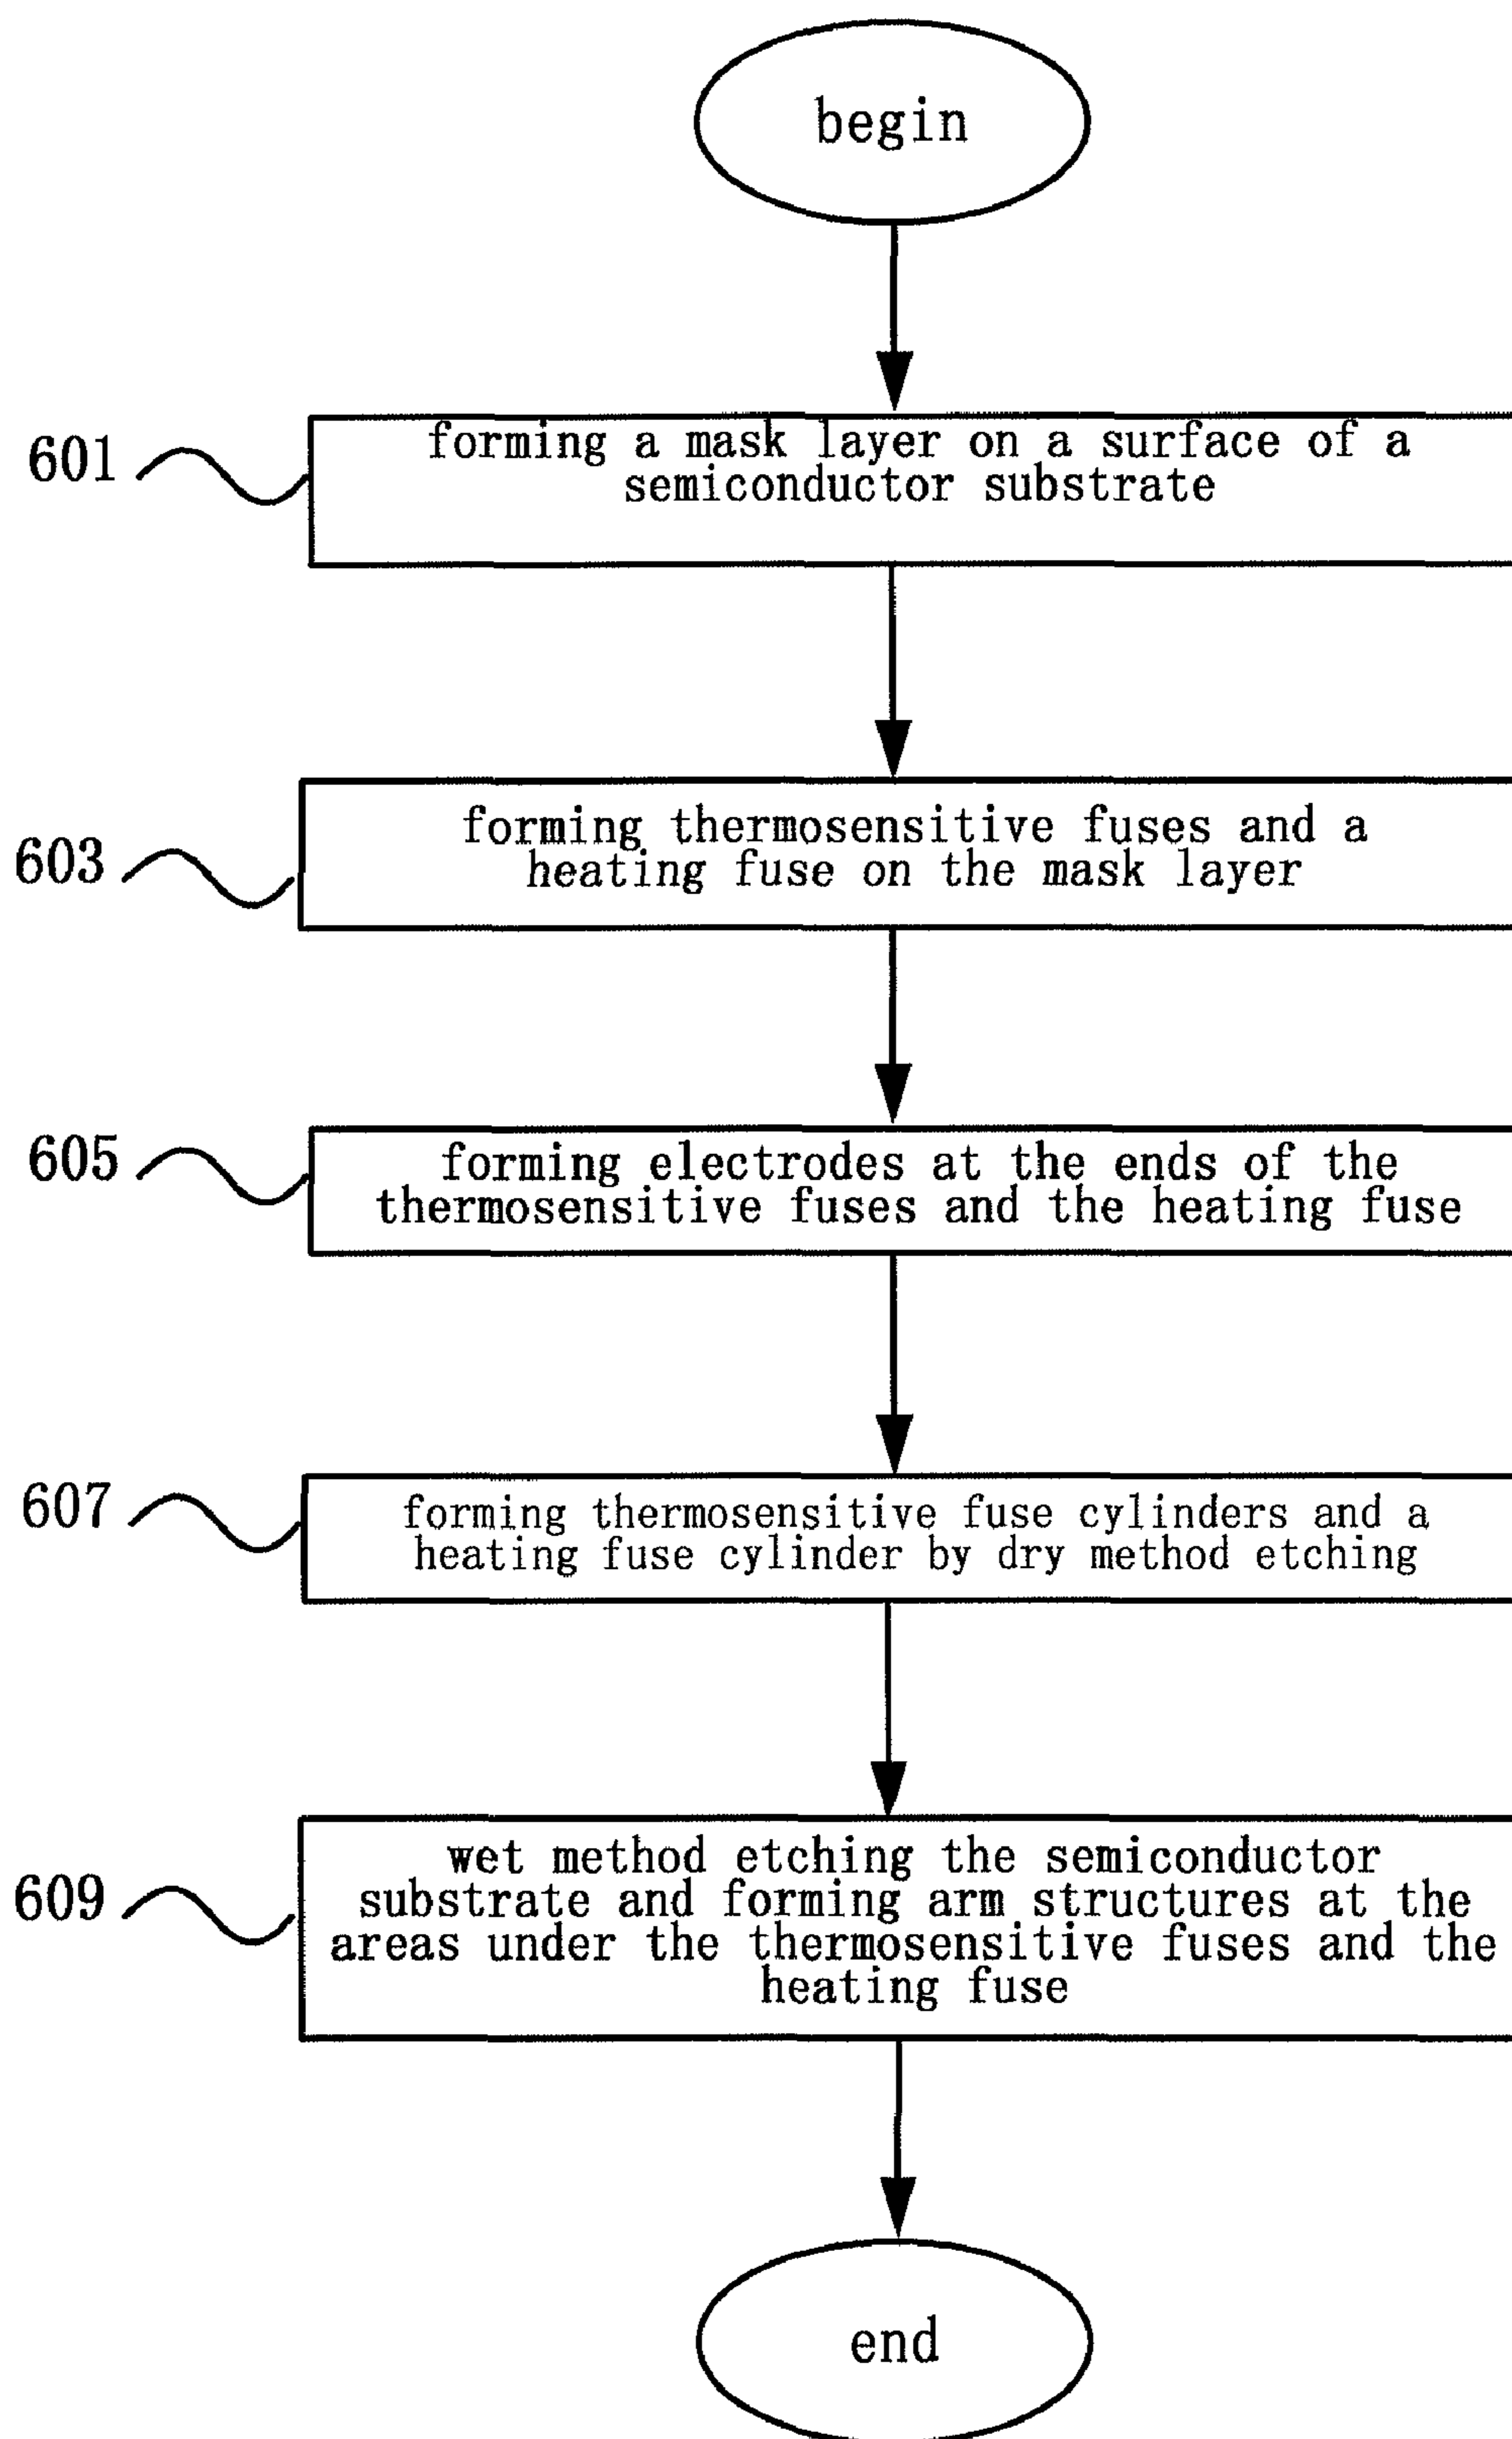 begin
601
forming a mask layer on a surface of a
semiconductor substrate
603
forming thermosensitive fuses and a
heating fuse on the mask layer
605
forming electrodes at the ends of the
thermosensitive fuses and the heating fuse
607
forming thermosensitive fuse cylinders and a
heating fuse cylinder by dry method etching
609
wet method etching the semiconductor
substrate and forming arm structures at the
areas under the thermosensitive fuses and the
heating fuse
end